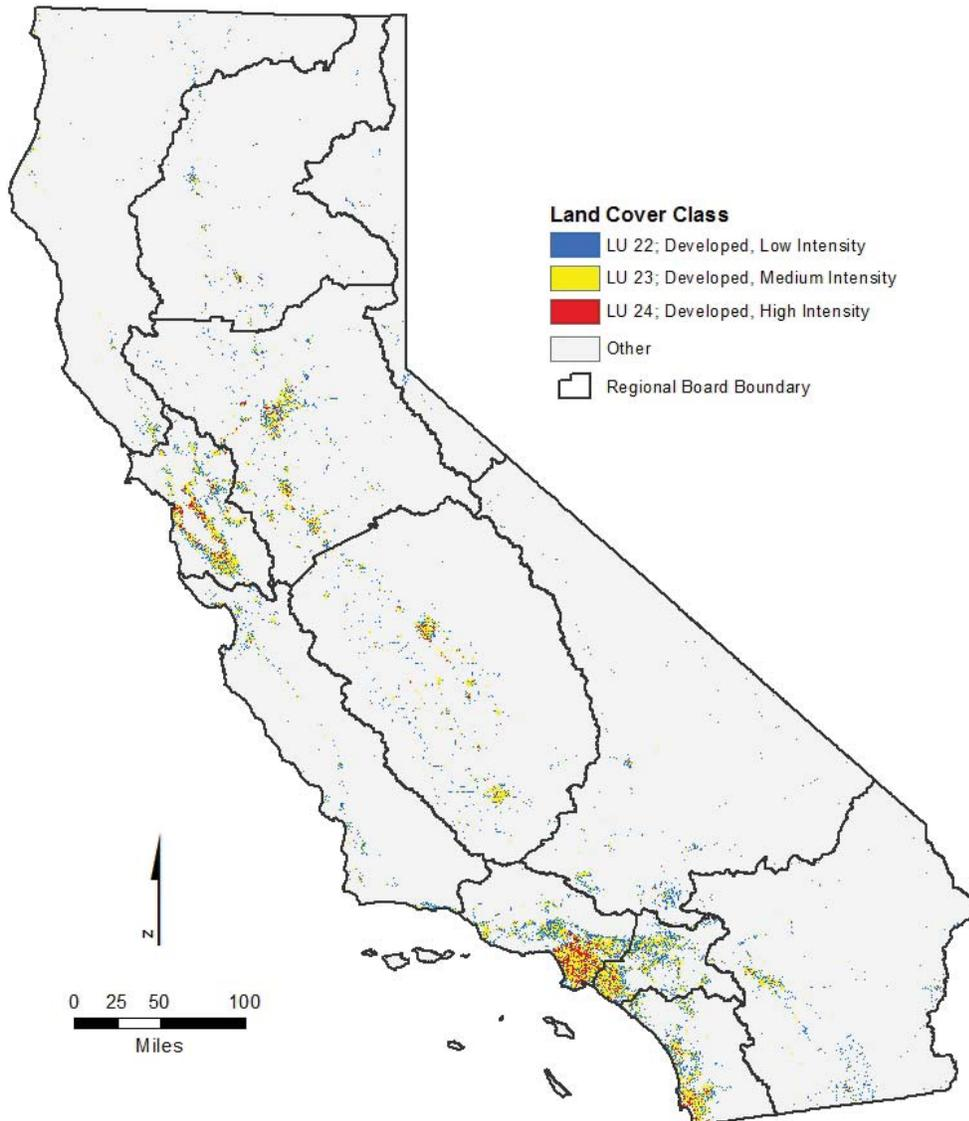 Land Cover Class
LU 22; Developed, Low Intensity
LU 23; Developed, Medium Intensity
LU 24; Developed, High Intensity
Other
Regional Board Boundary
N
0 25 50 100
Miles